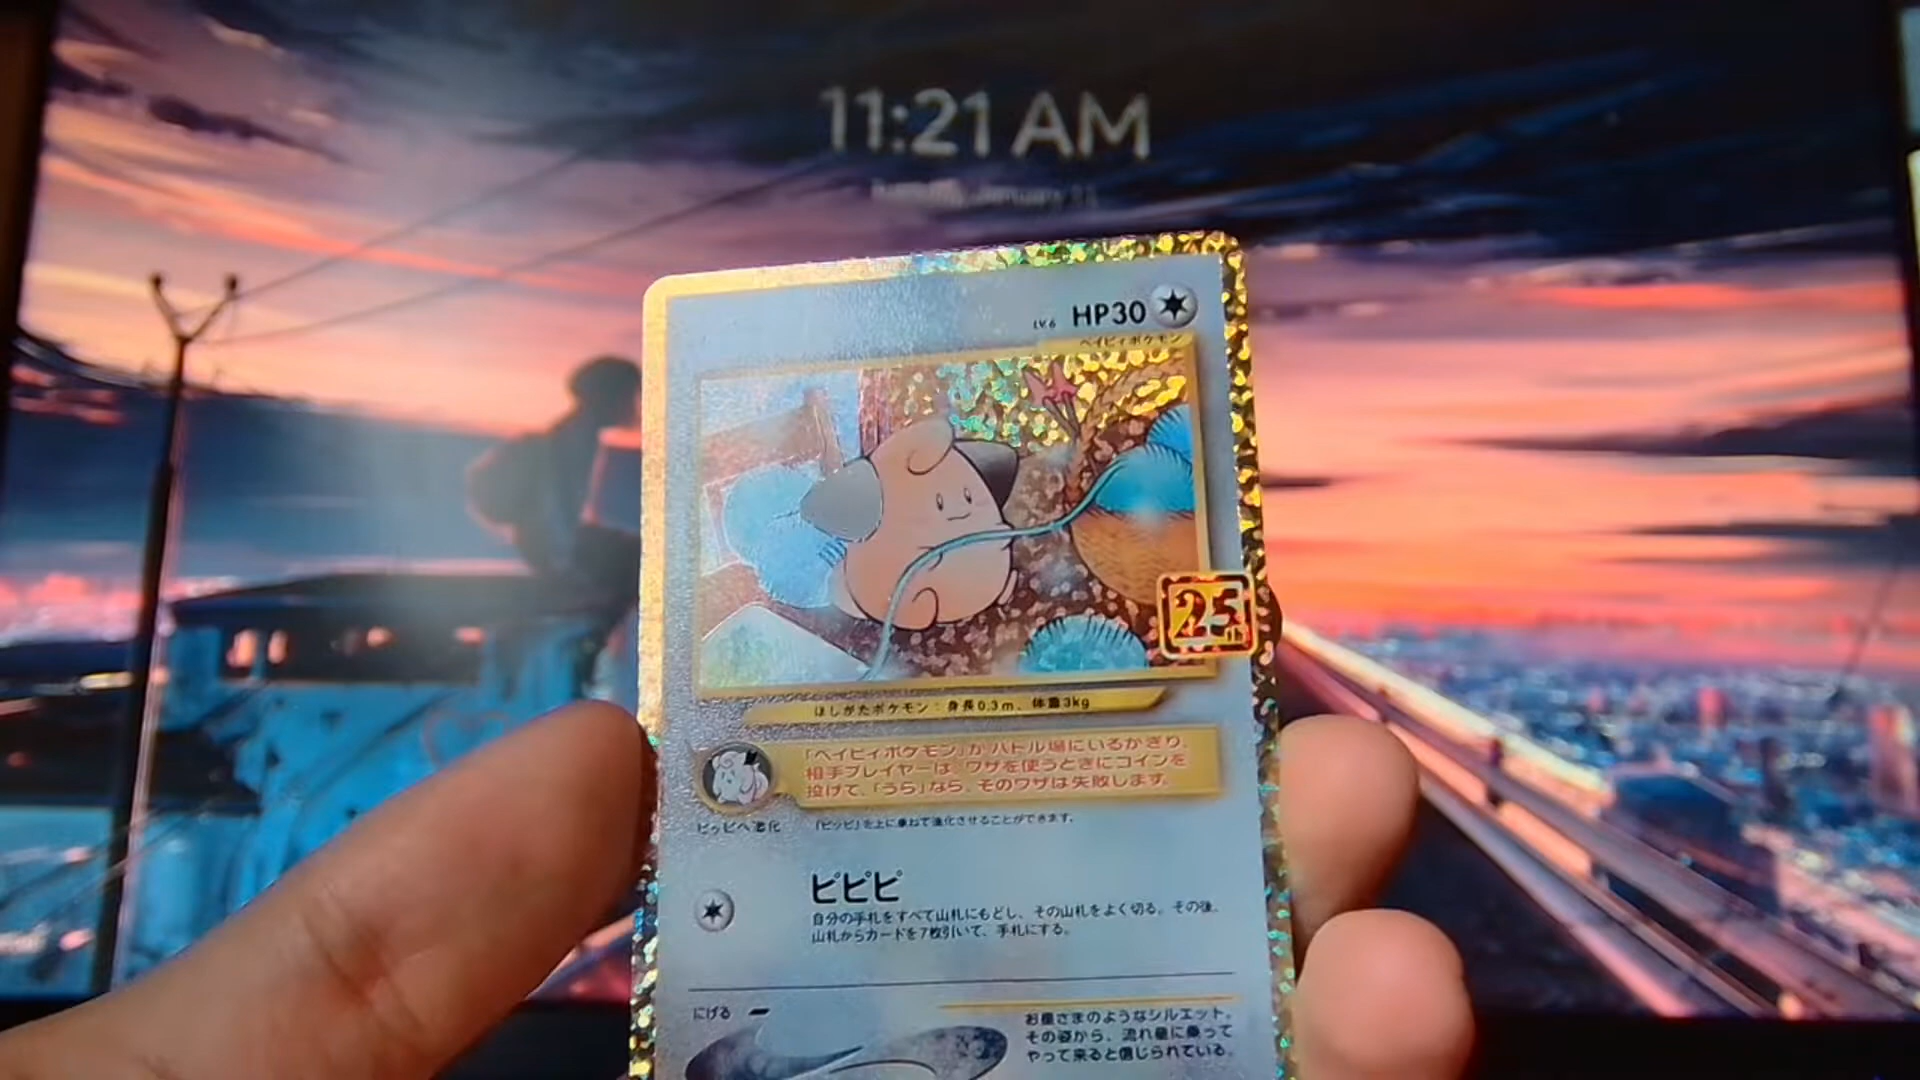 11:21 AM
LV.6 HP30
ベイビィポケモン
25th
ほしがたポケモン：身長0.3m、体重3kg
「ベイビィポケモン」がバトル場にいるかぎり、
相手プレイヤーは、ワザを使うときにコインを
投げて、「うら」なら、そのワザは失敗します。
ピッピへ進化 「ピッピ」を上に重ねて進化させることができます。
ピピピ
自分の手札をすべて山札にもどし、その山札をよく切る。その後、
山札からカードを7枚引いて、手札にする。
にげる
お星さまのようなシルエット。
その姿から、流れ星に乗って
やって来ると信じられている。